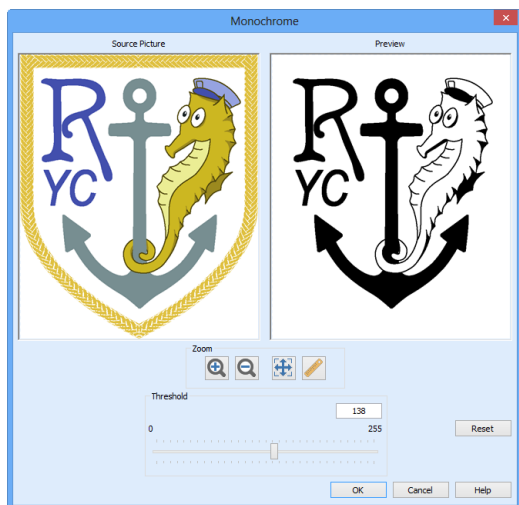 Monochrome
Source Picture
Preview
R
YC
R
YC
Zoom
Threshold
138
0 255
Reset
OK Cancel Help